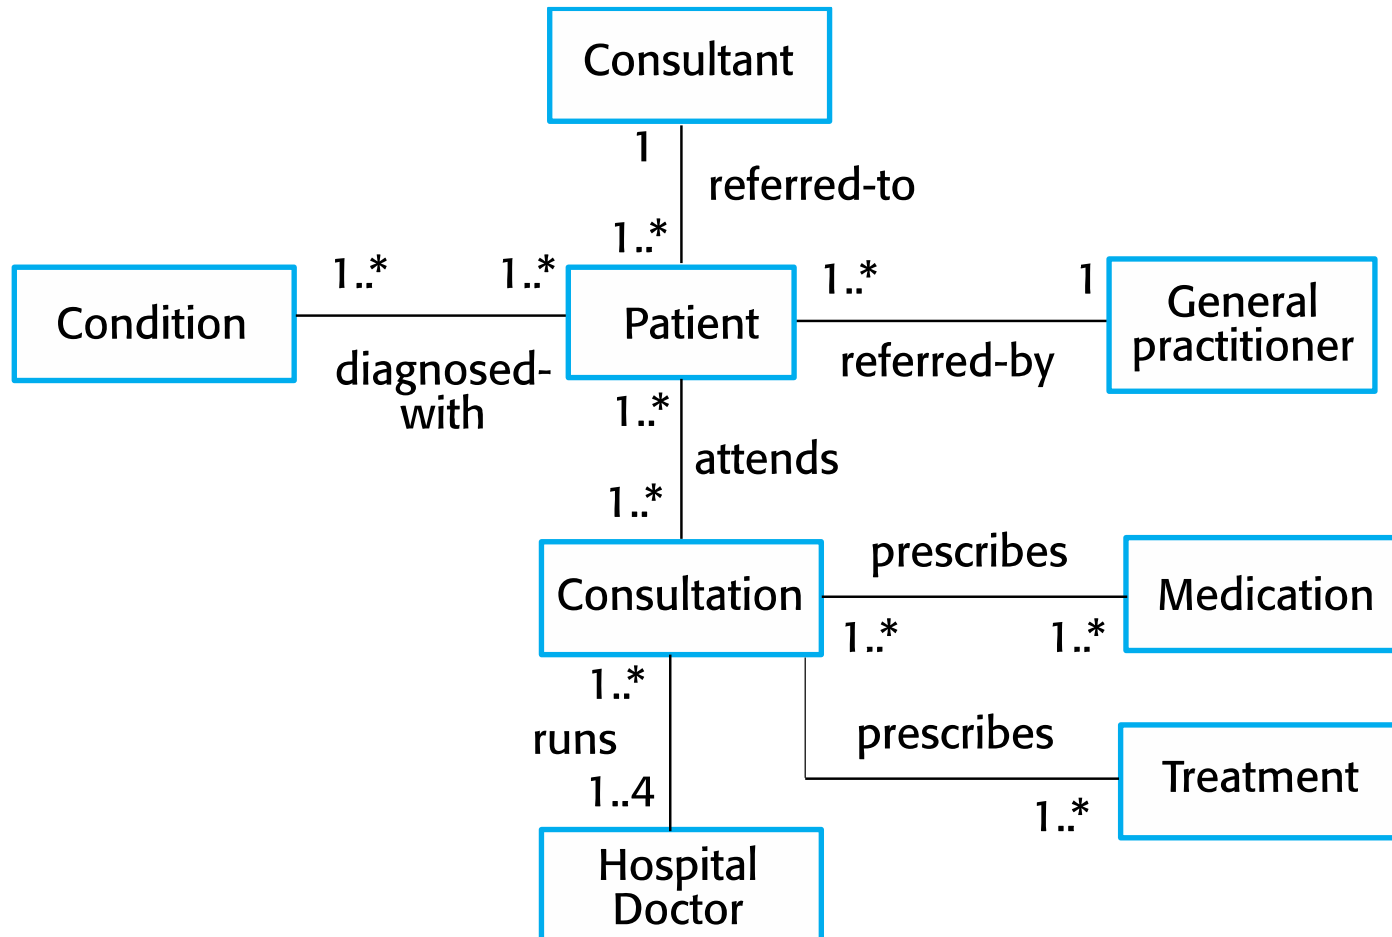 Consultant
1
referred-to
1..*
1..*
1..*
1..*
1
Condition
Patient
General
practitioner
diagnosed-
with
referred-by
1..*
attends
1..*
prescribes
Consultation
Medication
1..*
1..*
1..*
runs
prescribes
1..4
Treatment
1..*
Hospital
Doctor